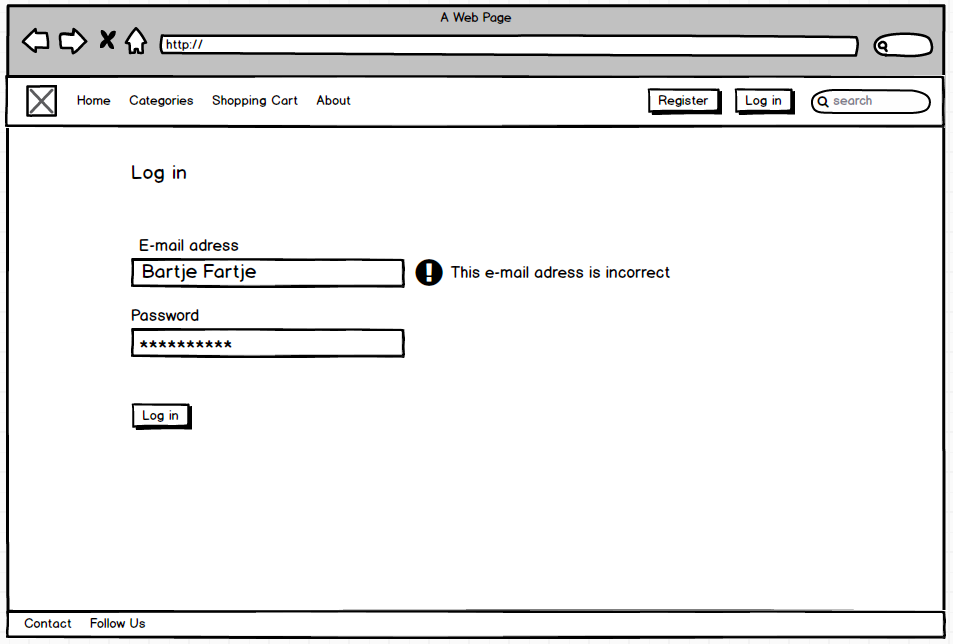 A Web Page
http://
Home Categories Shopping Cart About Register Log in search
Log in
E-mail adress
Bartje Fartje This e-mail adress is incorrect
Password
**********
Log in
Contact Follow Us